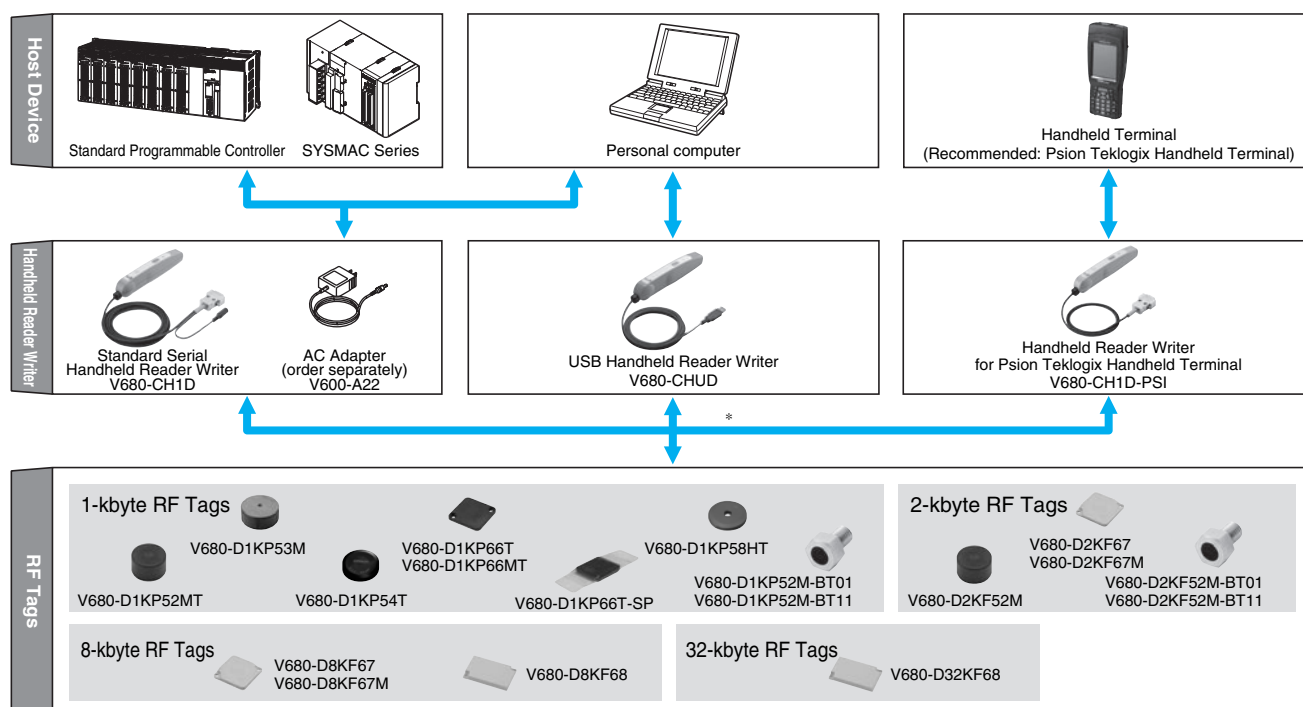 Host Device
Standard Programmable Controller
SYSMAC Series
Personal computer
Handheld Terminal
(Recommended: Psion Teklogix Handheld Terminal)
Handheld Reader Writer
Standard Serial
Handheld Reader Writer
V680-CH1D
AC Adapter
(order separately)
V600-A22
USB Handheld Reader Writer
V680-CHUD
Handheld Reader Writer
for Psion Teklogix Handheld Terminal
V680-CH1D-PSI
*
RF Tags
1-kbyte RF Tags
V680-D1KP53M
V680-D1KP66T
V680-D1KP66MT
V680-D1KP58HT
V680-D1KP52MT
V680-D1KP54T
V680-D1KP66T-SP
V680-D1KP52M-BT01
V680-D1KP52M-BT11
2-kbyte RF Tags
V680-D2KF67
V680-D2KF67M
V680-D2KF52M
V680-D2KF52M-BT01
V680-D2KF52M-BT11
8-kbyte RF Tags
V680-D8KF67
V680-D8KF67M
V680-D8KF68
32-kbyte RF Tags
V680-D32KF68